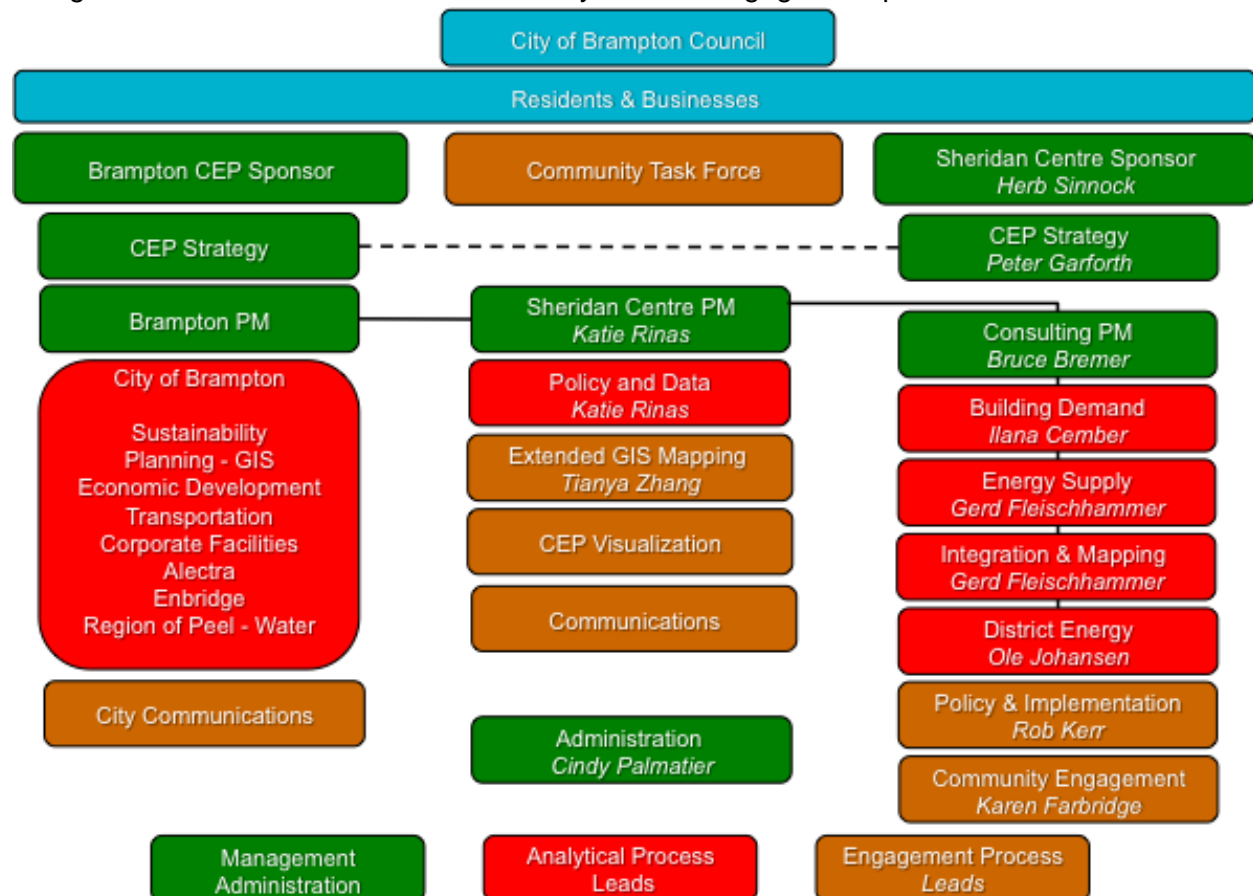 City of Brampton Council
Residents & Businesses
Brampton CEP Sponsor
Community Task Force
Sheridan Centre Sponsor
Herb Sinnock
CEP Strategy
CEP Strategy
Peter Garforth
Brampton PM
Sheridan Centre PM
Katie Rinas
Consulting PM
Bruce Bremer
City of Brampton
Sustainability
Planning - GIS
Economic Development
Transportation
Corporate Facilities
Alectra
Enbridge
Region of Peel - Water
City Communications
Policy and Data
Katie Rinas
Extended GIS Mapping
Tianya Zhang
CEP Visualization
Communications
Administration
Cindy Palmatier
Building Demand
Ilana Cember
Energy Supply
Gerd Fleischhammer
Integration & Mapping
Gerd Fleischhammer
District Energy
Ole Johansen
Policy & Implementation
Rob Kerr
Community Engagement
Karen Farbridge
Management
Administration
Analytical Process
Leads
Engagement Process
Leads